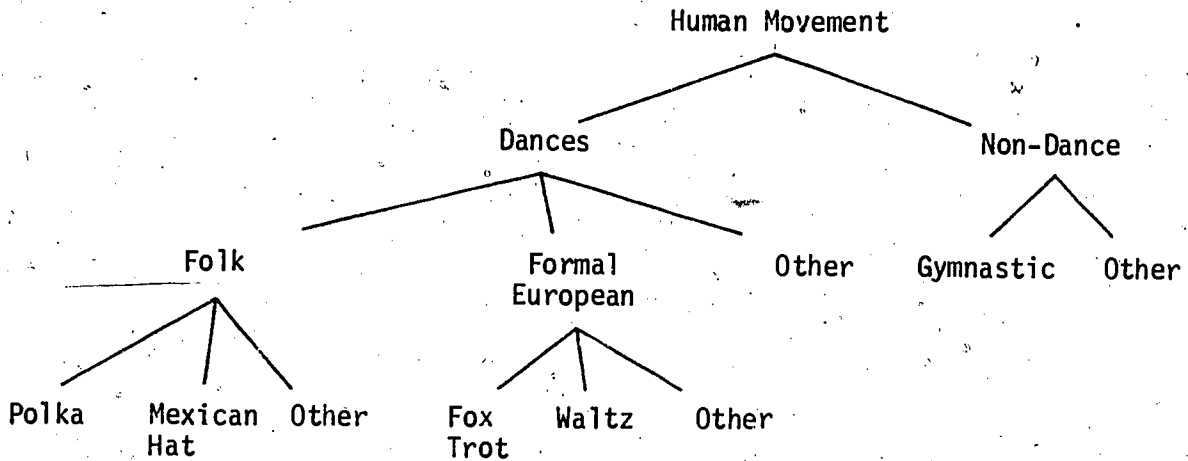 Human Movement
Dances
Non-Dance
Folk
Formal
European
Other
Gymnastic
Other
Polka
Mexican
Hat
Other
Fox
Trot
Waltz
Other